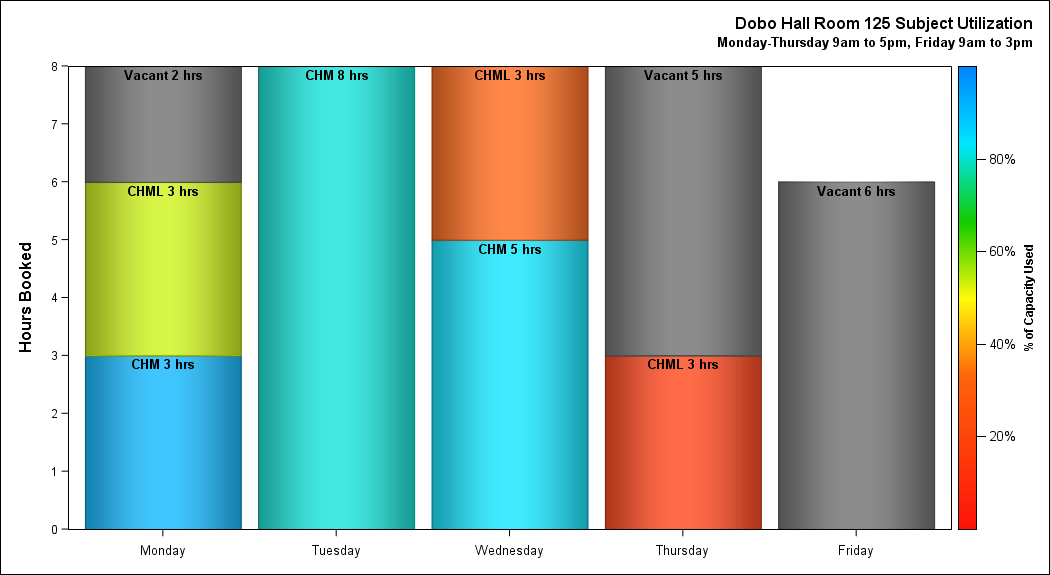 Dobo Hall Room 125 Subject Utilization
Monday-Thursday 9am to 5pm, Friday 9am to 3pm
Hours Booked
8
7
6
5
4
3
2
1
0
Vacant 2 hrs
CHML 3 hrs
CHM 3 hrs
CHM 8 hrs
CHML 3 hrs
CHM 5 hrs
Vacant 5 hrs
CHML 3 hrs
Vacant 6 hrs
Monday
Tuesday
Wednesday
Thursday
Friday
80%
60%
40%
20%
% of Capacity Used